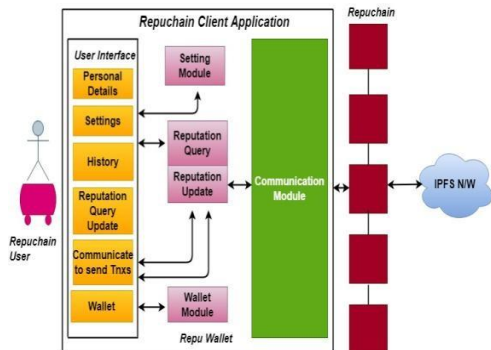 Repuchain Client Application
Repuchain
User Interface
Personal
Details
Settings
History
Reputation
Query
Update
Communicate
to send Tnxs
Wallet
Setting
Module
Reputation
Query
Reputation
Update
Wallet
Module
Repu Wallet
Communication
Module
IPFS N/W
Repuchain
User